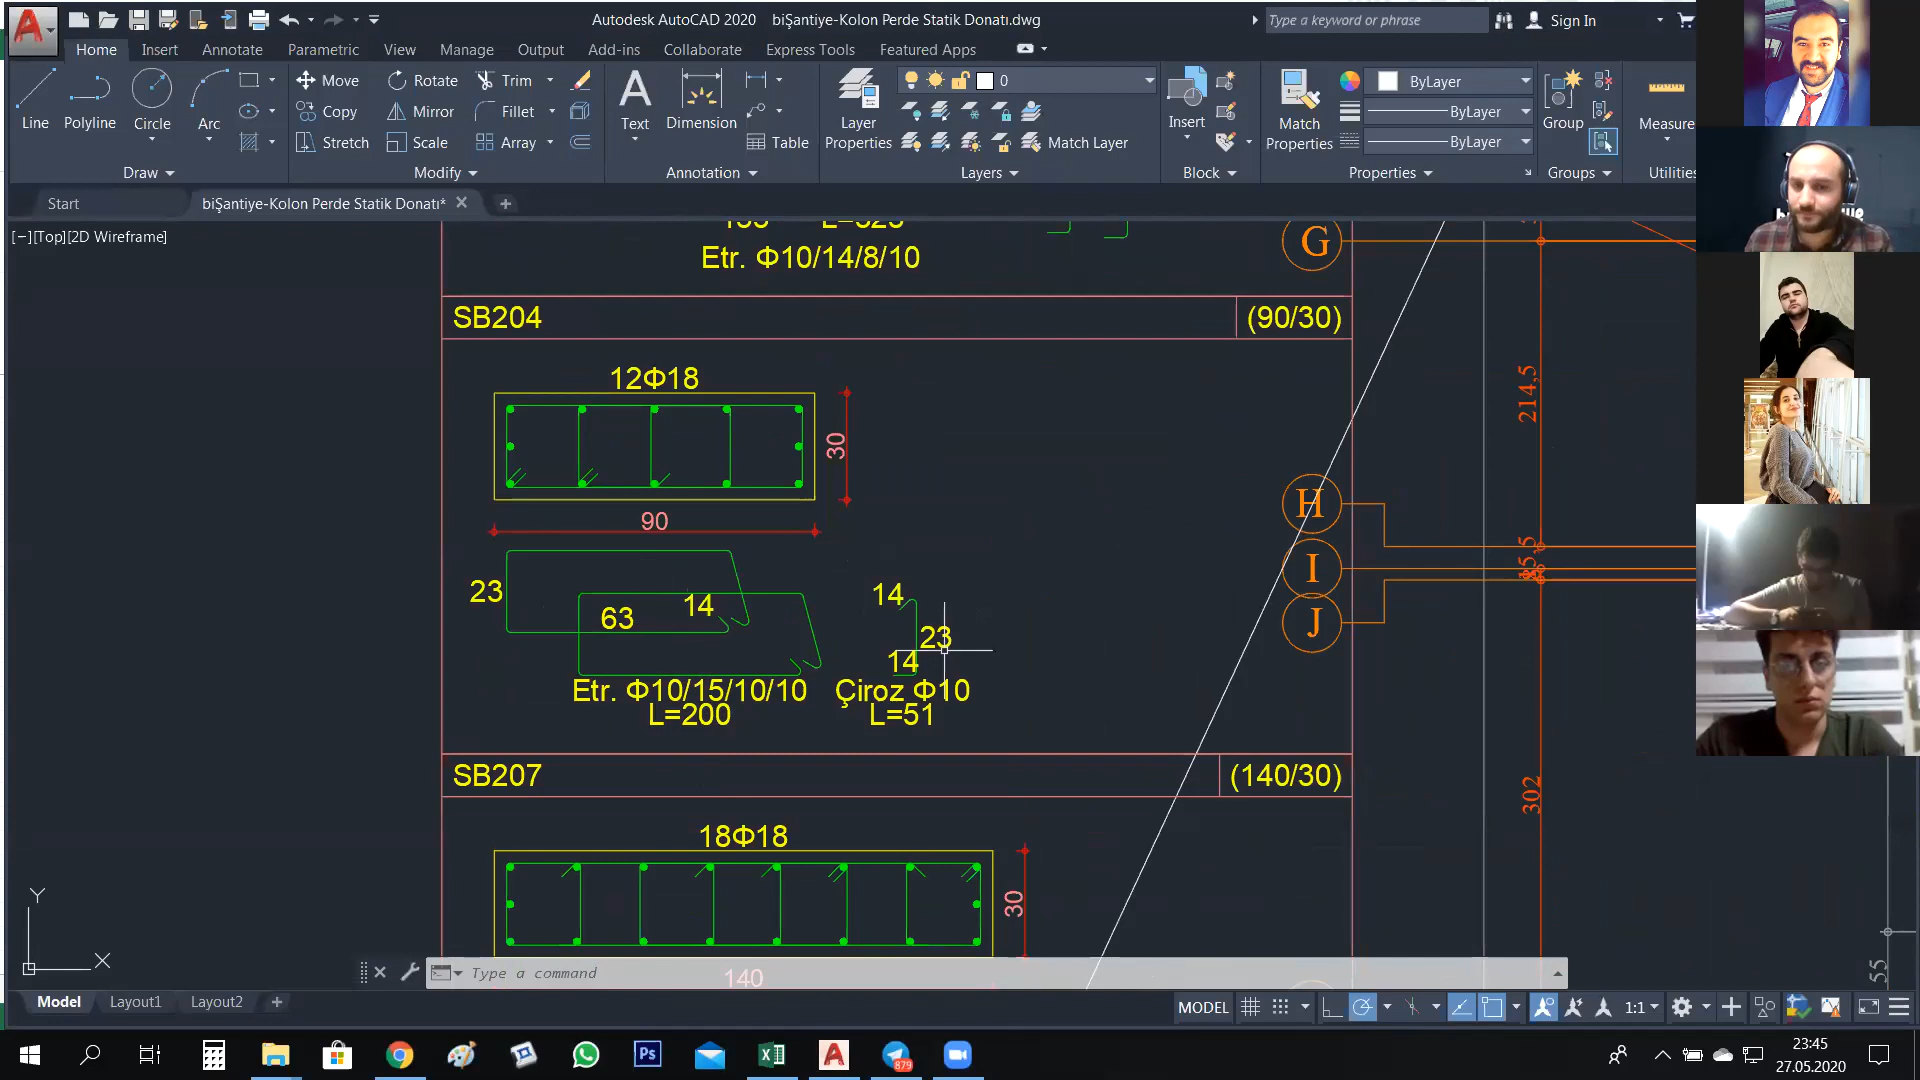 Autodesk AutoCAD 2020 biŞantiye-Kolon Perde Statik Donatı.dwg
Type a keyword or phrase
Sign In
Home Insert Annotate Parametric View Manage Output Add-ins Collaborate Express Tools Featured Apps
Line Polyline Circle Arc
Move Rotate Trim
Copy Mirror Fillet
Stretch Scale Array
Text Dimension Table
Layer Properties
0
Match Layer
Insert
Match Properties
ByLayer
ByLayer
ByLayer
Group
Measure
Draw Modify Annotation Layers Block Properties Groups Utilities
Start biŞantiye-Kolon Perde Statik Donatı*
[−][Top][2D Wireframe]
Etr. Φ10/14/8/10
G
SB204 (90/30)
12Φ18
30
90
23
63
14
14
23
14
Etr. Φ10/15/10/10
L=200
Çiroz Φ10
L=51
H
I
J
214,5
302
55
SB207 (140/30)
18Φ18
30
140
Y
X
Type a command
Model Layout1 Layout2
MODEL
1:1
Ps
879
23:45
27.05.2020